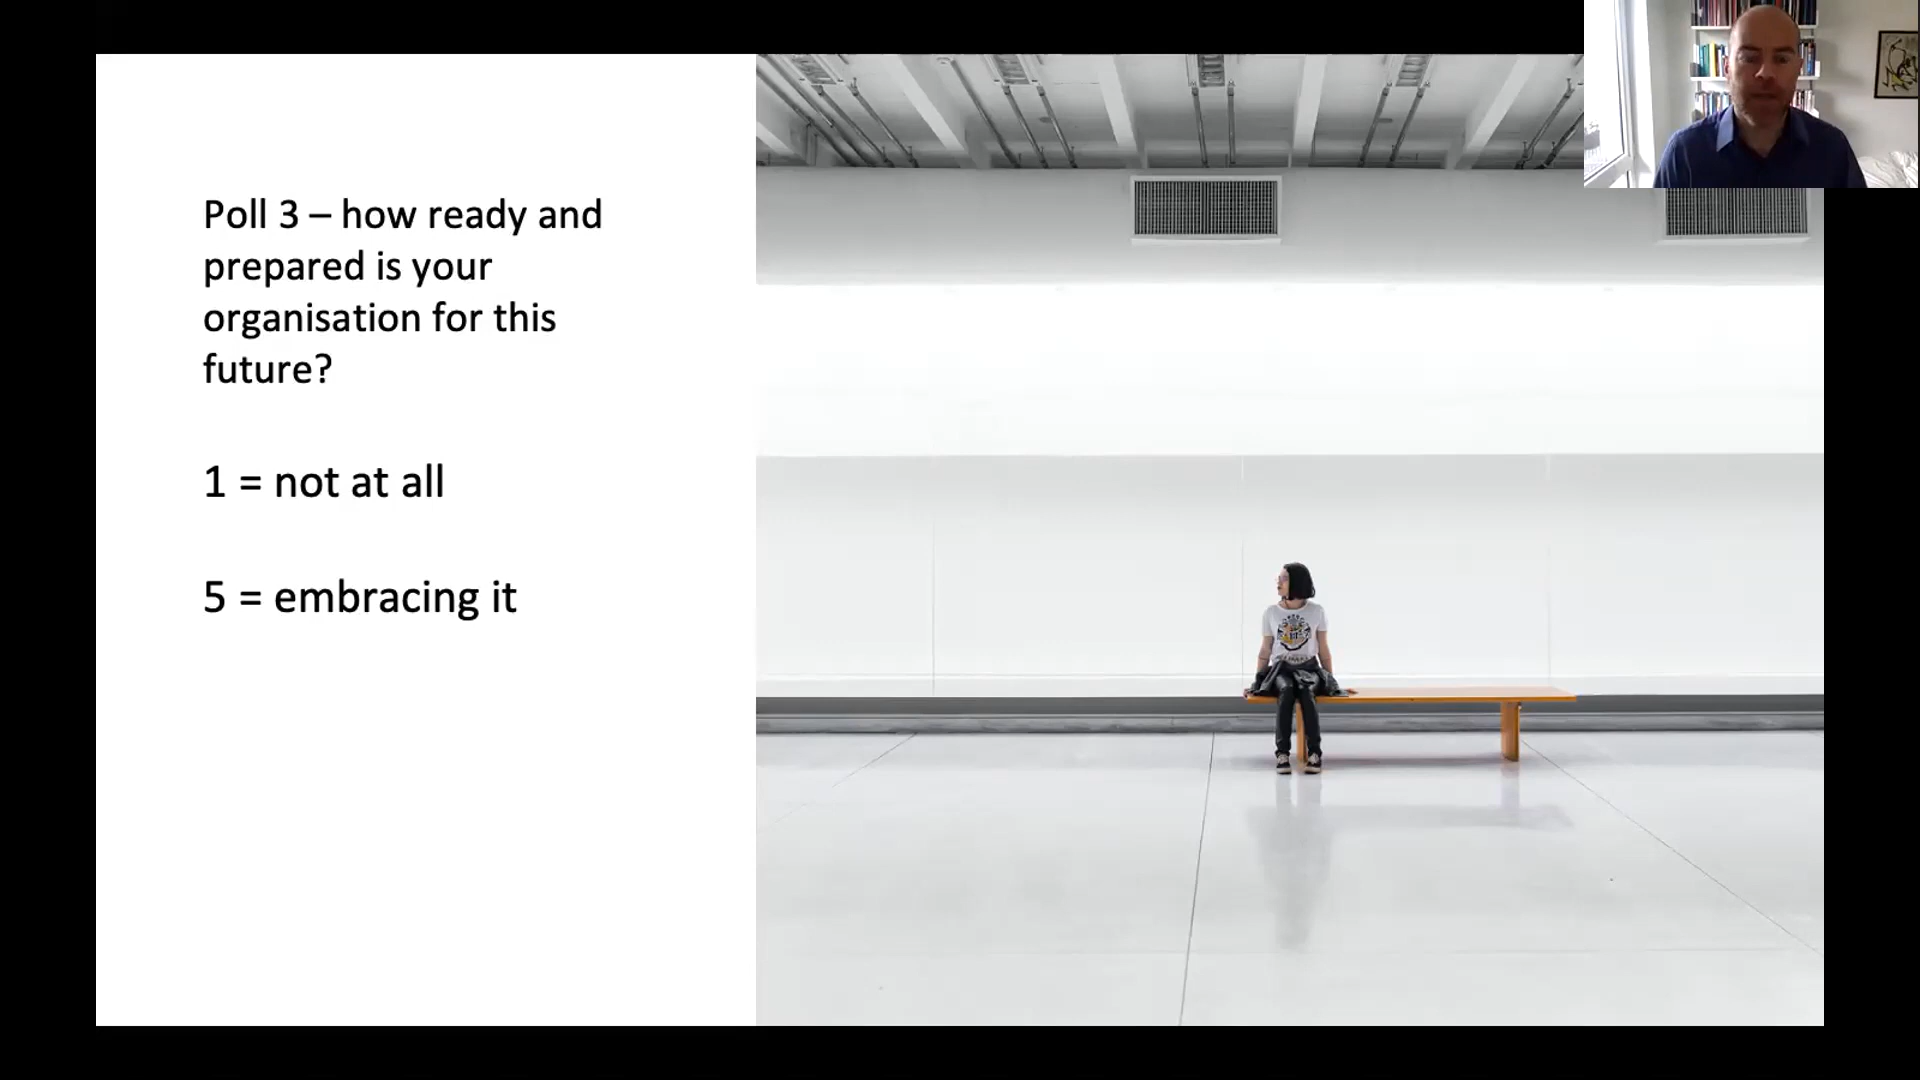 Poll 3 – how ready and
prepared is your
organisation for this
future?
1 = not at all
5 = embracing it